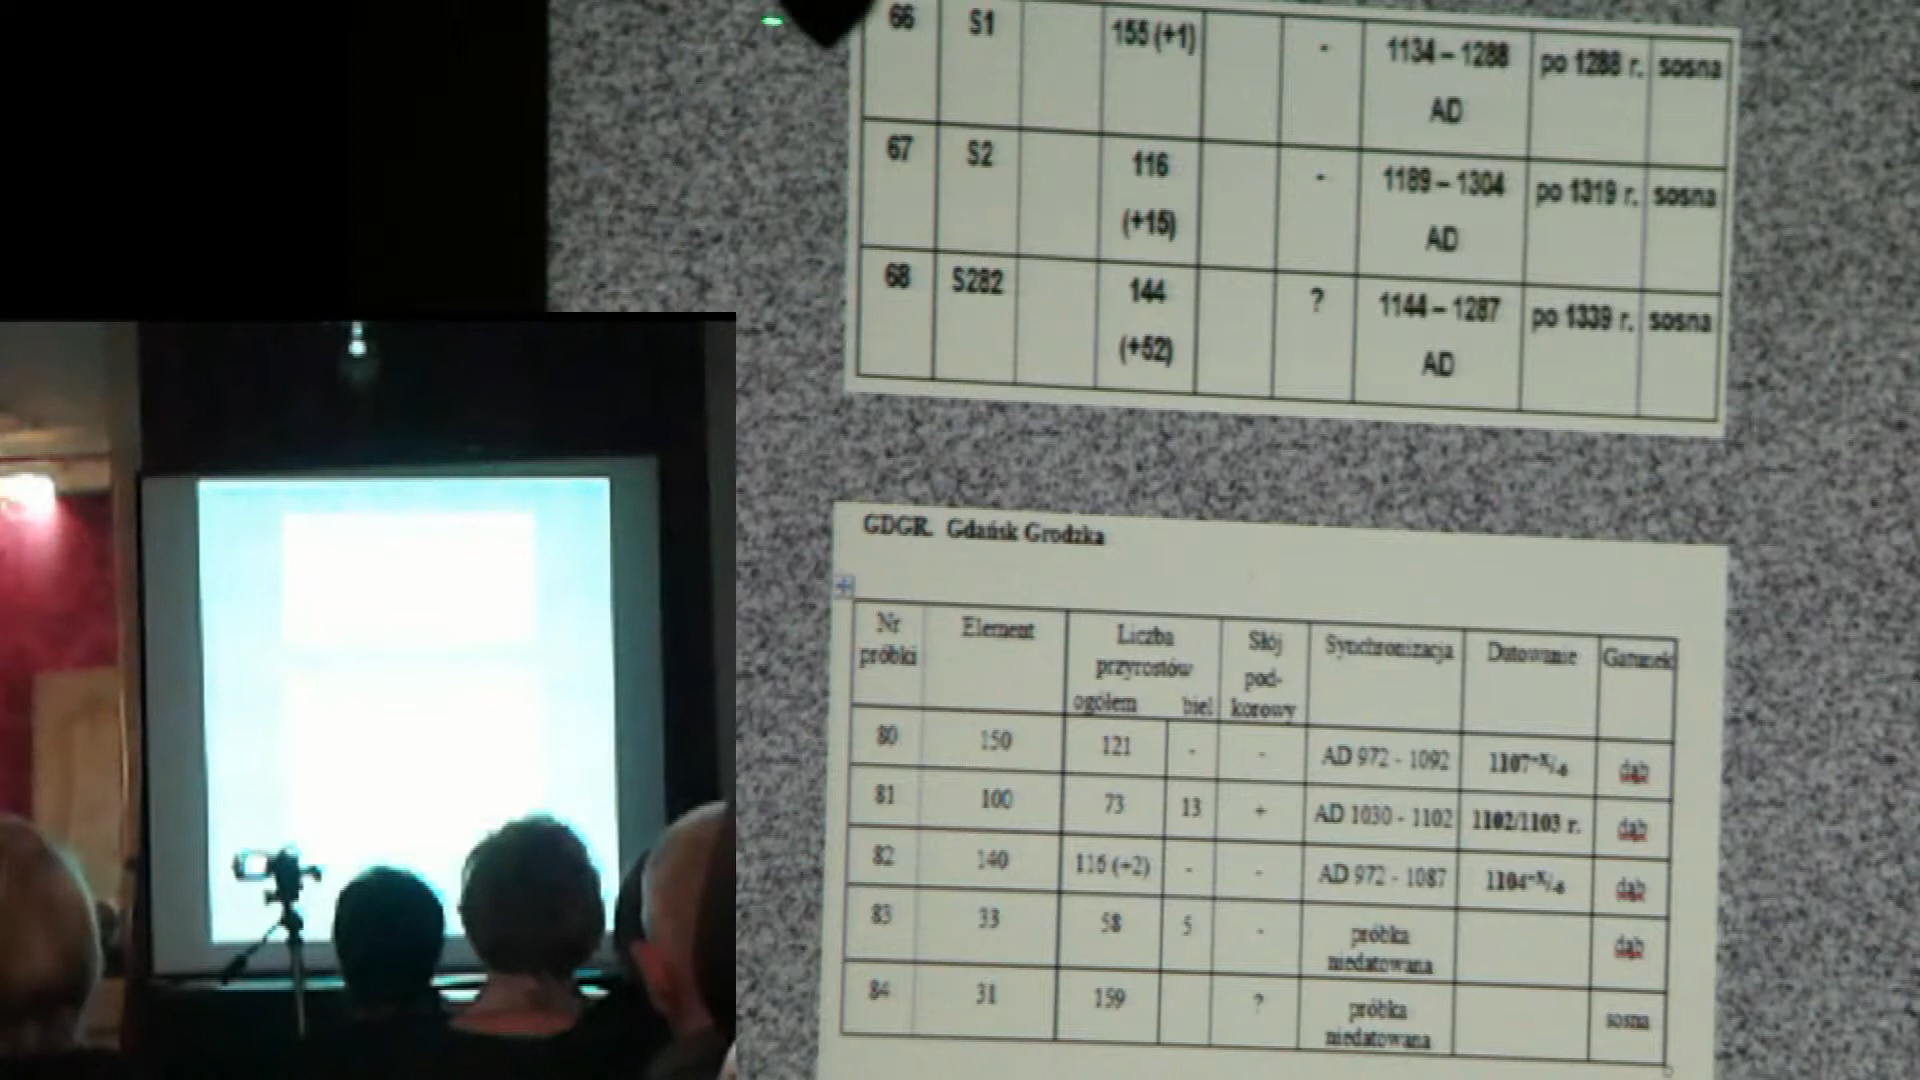 66 S1 155 (+1) - 1134 – 1288 AD po 1288 r. sosna
67 S2 116 (+15) - 1189 – 1304 AD po 1319 r. sosna
68 S282 144 (+52) ? 1144 – 1287 AD po 1339 r. sosna
GDGR. Gdańsk Grodzka
Nr próbki Element Liczba przyrostów ogółem biel Słój pod-korowy Synchronizacja Datowanie Gatunek
80 150 121 - - AD 972 - 1092 dąb
81 100 73 13 + AD 1030 - 1102 1102/1103 r. dąb
82 140 116 (+2) - - AD 972 - 1087 dąb
83 33 58 5 - próbka niedatowana dąb
84 31 159 ? próbka niedatowana sosna